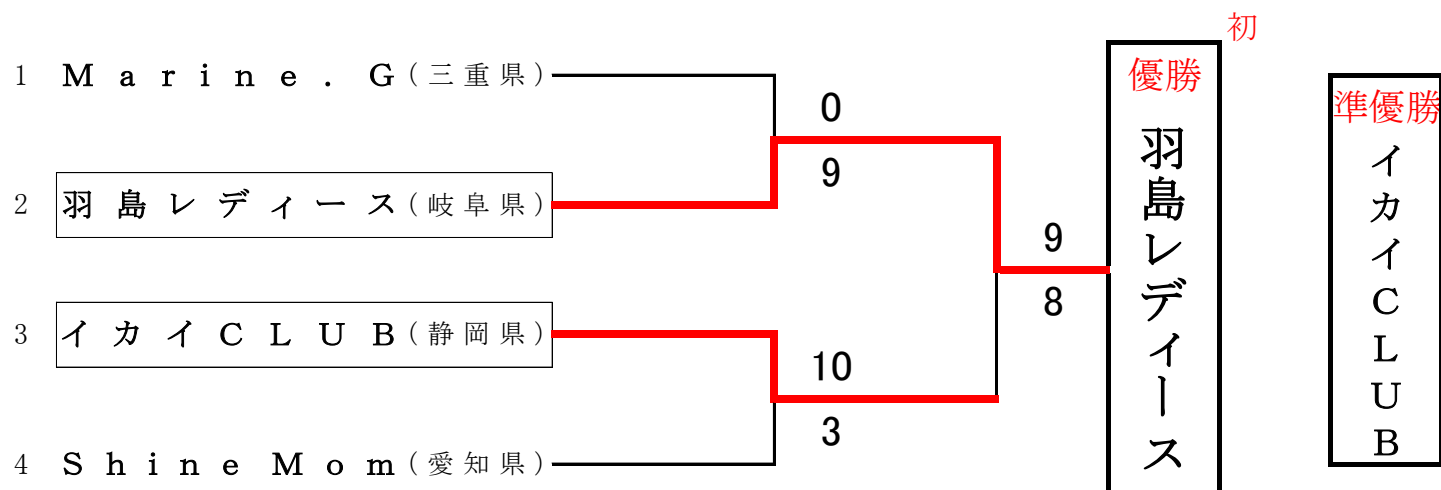 1 Marine.G(三重県)
2 羽島レディース(岐阜県)
3 イカイCLUB(静岡県)
4 ShineMom(愛知県)
0
9
10
3
9
8
初
優勝
羽島レディース
準優勝
イカイCLUB